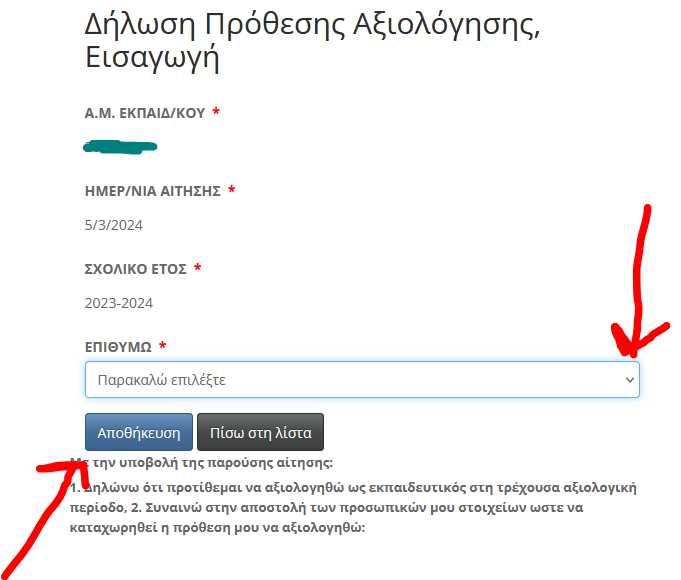 Δήλωση Πρόθεσης Αξιολόγησης,
Εισαγωγή
Α.Μ. ΕΚΠΑΙΔ/ΚΟΥ *
ΗΜΕΡ/ΝΙΑ ΑΙΤΗΣΗΣ *
5/3/2024
ΣΧΟΛΙΚΟ ΕΤΟΣ *
2023-2024
ΕΠΙΘΥΜΩ *
Παρακαλώ επιλέξτε
Αποθήκευση Πίσω στη λίστα
Με την υποβολή της παρούσης αίτησης:
1. Δηλώνω ότι προτίθεμαι να αξιολογηθώ ως εκπαιδευτικός στη τρέχουσα αξιολογική
περίοδο, 2. Συναινώ στην αποστολή των προσωπικών μου στοιχείων ωστε να
καταχωρηθεί η πρόθεση μου να αξιολογηθώ: